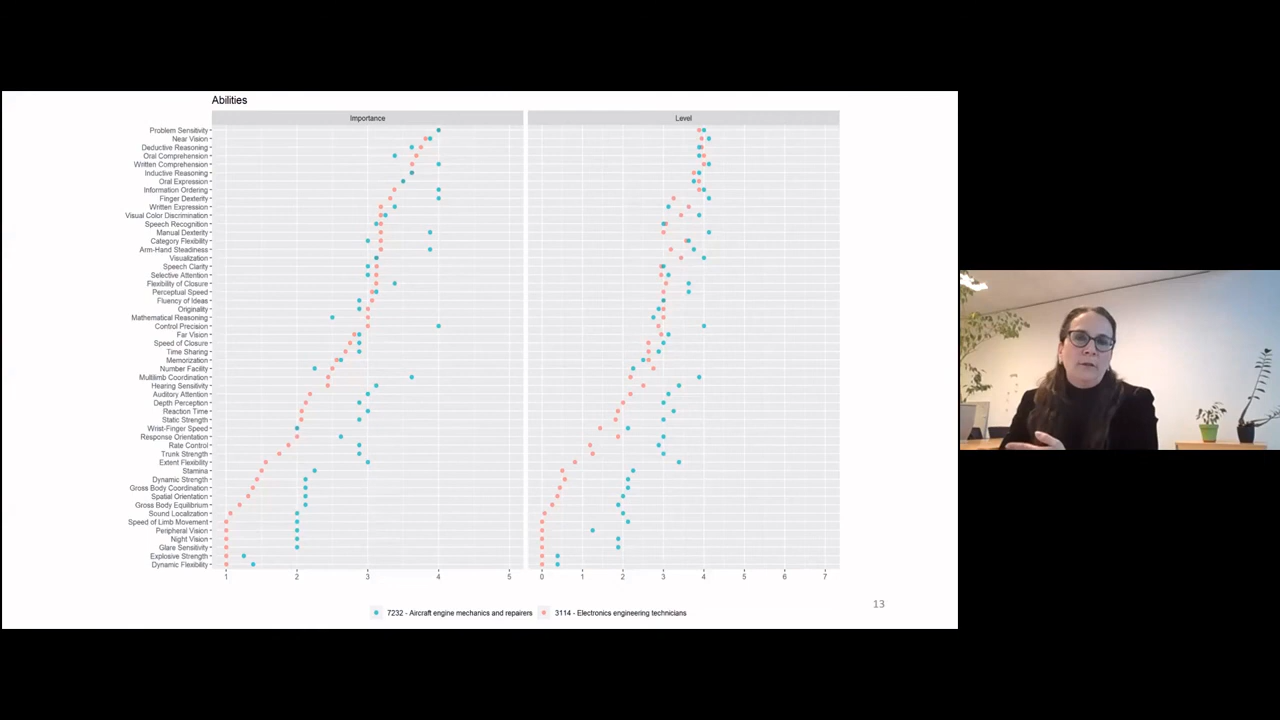 Abilities
Importance
Level
Problem Sensitivity
Near Vision
Deductive Reasoning
Oral Comprehension
Written Comprehension
Inductive Reasoning
Oral Expression
Information Ordering
Finger Dexterity
Written Expression
Visual Color Discrimination
Speech Recognition
Manual Dexterity
Category Flexibility
Arm-Hand Steadiness
Visualization
Speech Clarity
Selective Attention
Flexibility of Closure
Perceptual Speed
Fluency of Ideas
Originality
Mathematical Reasoning
Control Precision
Far Vision
Speed of Closure
Time Sharing
Memorization
Number Facility
Multilimb Coordination
Hearing Sensitivity
Auditory Attention
Depth Perception
Reaction Time
Static Strength
Wrist-Finger Speed
Response Orientation
Rate Control
Trunk Strength
Extent Flexibility
Stamina
Dynamic Strength
Gross Body Coordination
Spatial Orientation
Gross Body Equilibrium
Sound Localization
Speed of Limb Movement
Peripheral Vision
Night Vision
Glare Sensitivity
Explosive Strength
Dynamic Flexibility
1 2 3 4 5
0 1 2 3 4 5 6 7
7232 - Aircraft engine mechanics and repairers
3114 - Electronics engineering technicians
13